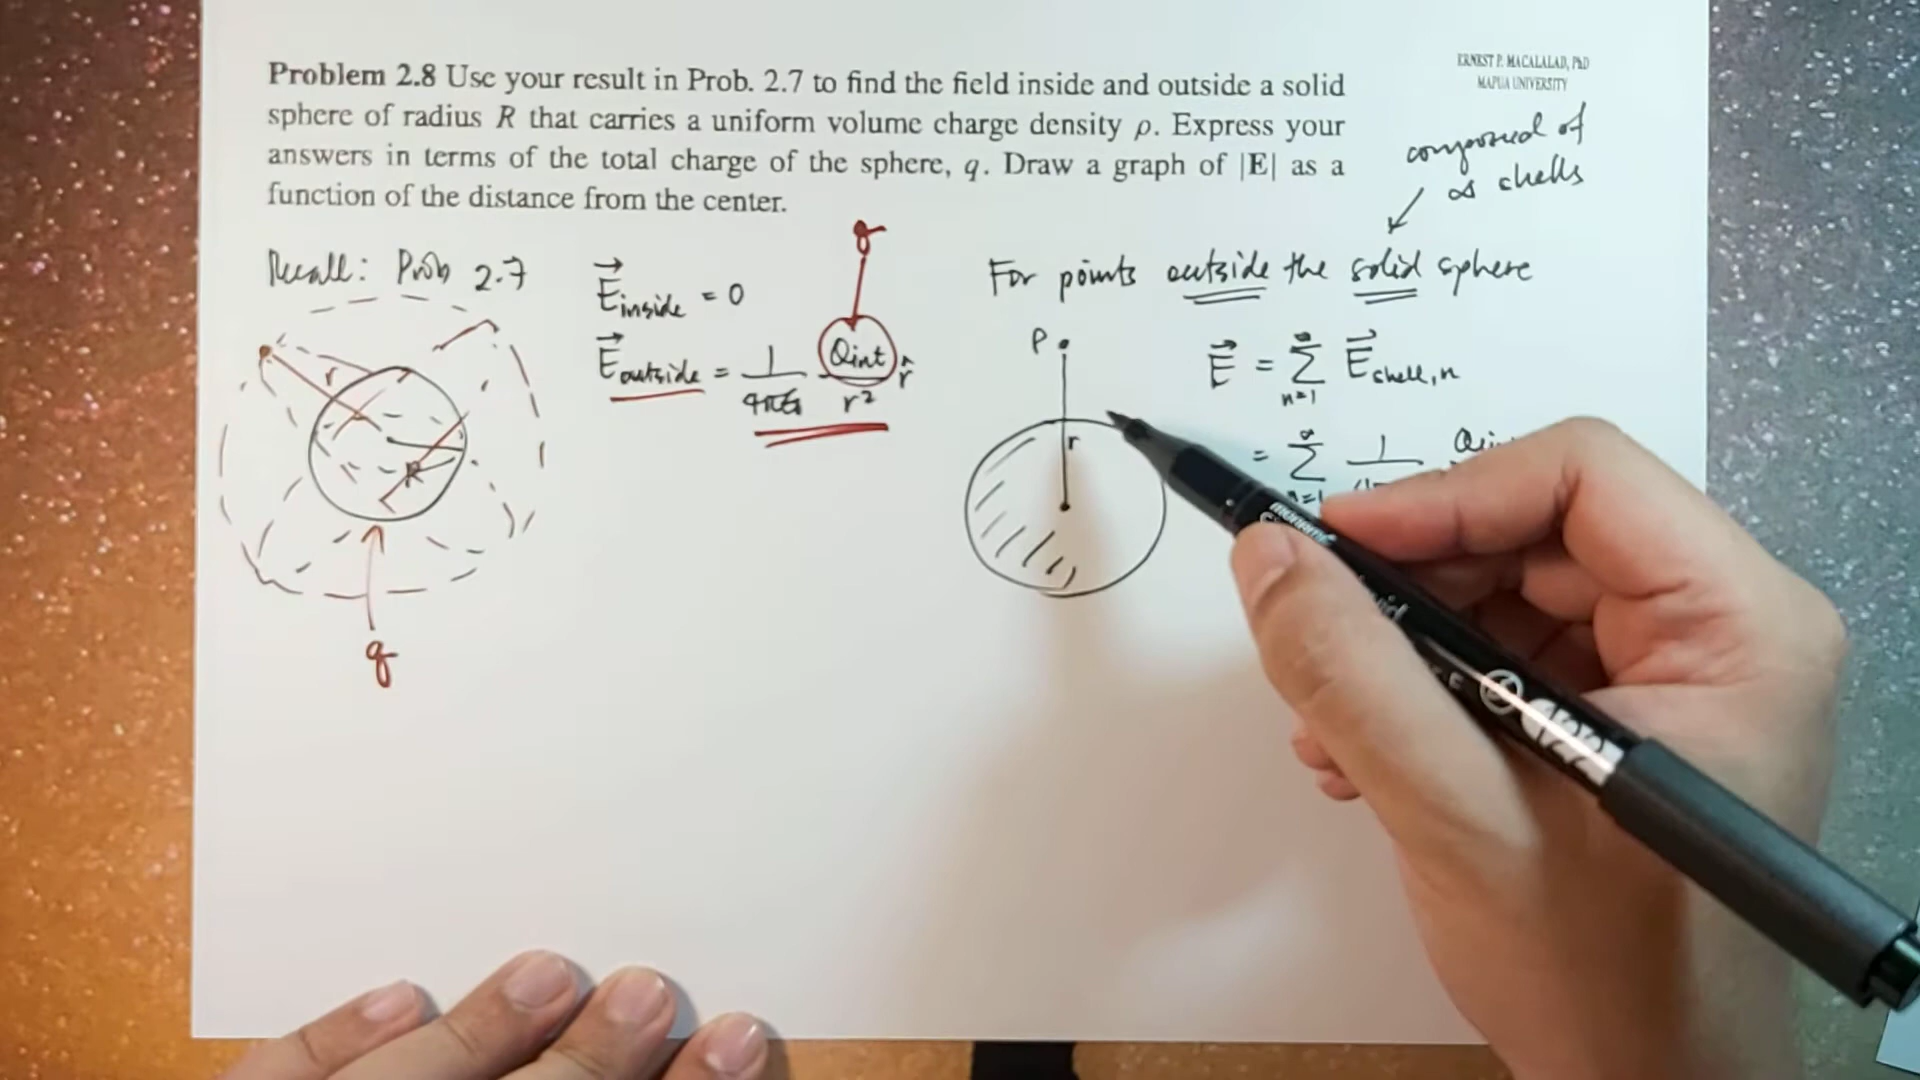 Problem 2.8 Use your result in Prob. 2.7 to find the field inside and outside a solid
sphere of radius R that carries a uniform volume charge density ρ. Express your
answers in terms of the total charge of the sphere, q. Draw a graph of |E| as a
function of the distance from the center.
ERNEST P. MACALALAD, PhD
MAPUA UNIVERSITY
composed of
∞ shells
Recall: Prob 2.7
E⃗inside = 0
q
E⃗outside = 1/4πε₀ Qint/r² r̂
r
R
q
For points outside the solid sphere
P
r
E⃗ = ∞ Σ n=1 E⃗shell,n
= ∞ Σ n=1 1